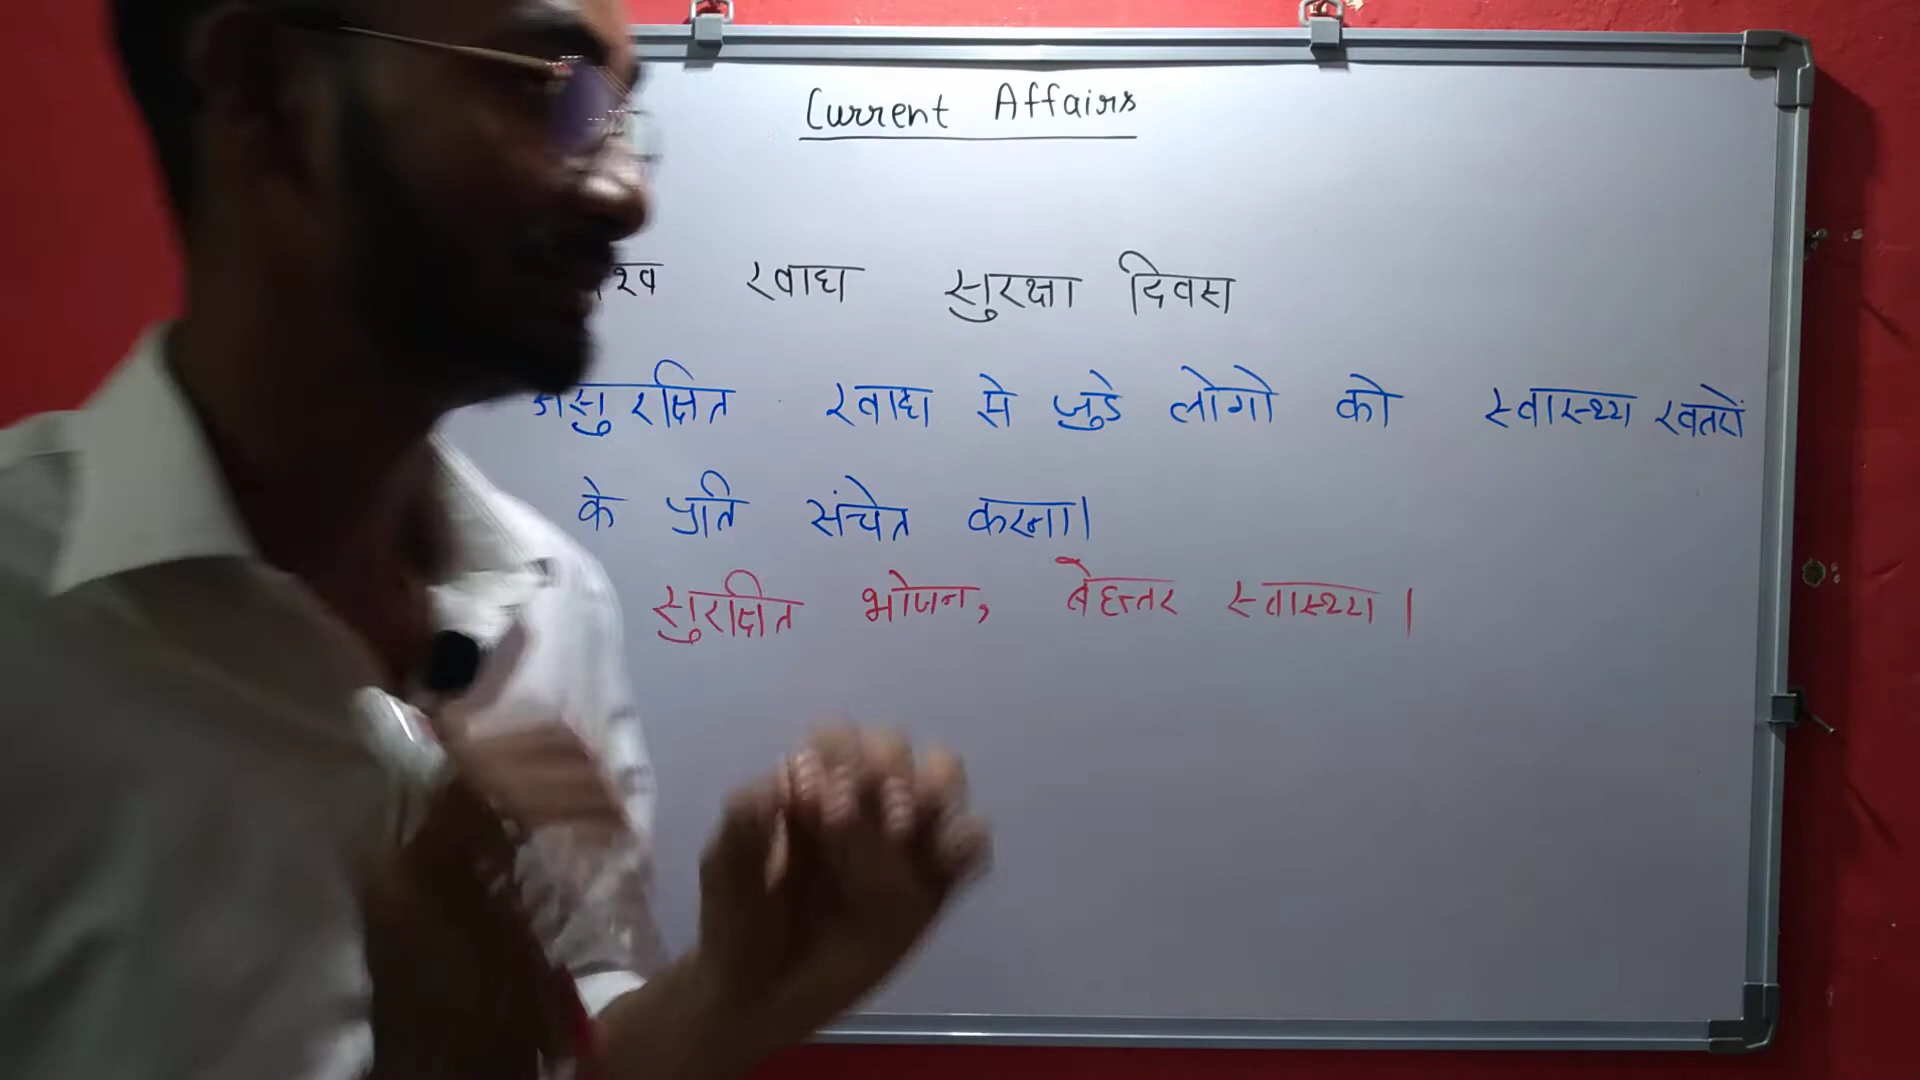 Current Affairs
खाद्य सुरक्षा दिवस
असुरक्षित खाद्य से जुडे लोगो को स्वास्थ्य खतरों
के प्रति संचेत करना।
सुरक्षित भोजन, बेहत्तर स्वास्थ्य।